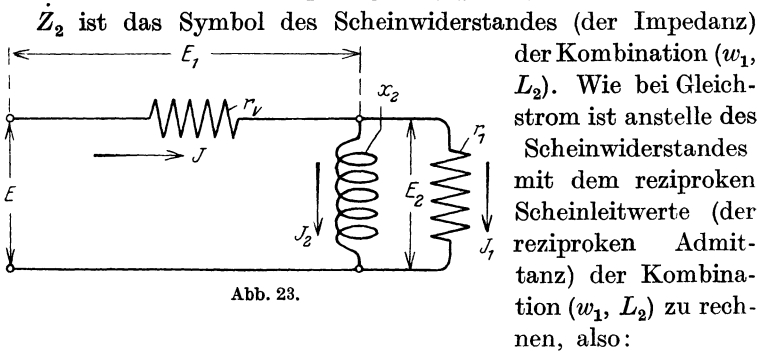 Ż₂ ist das Symbol des Scheinwiderstandes (der Impedanz)
der Kombination (w₁,
L₂). Wie bei Gleich-
strom ist anstelle des
Scheinwiderstandes
mit dem reziproken
Scheinleitwerte (der
reziproken Admit-
tanz) der Kombina-
tion (w₁, L₂) zu rech-
nen, also:
E₁
x₂
r_v
r₁
J
E
E₂
J₂
J₁
Abb. 23.